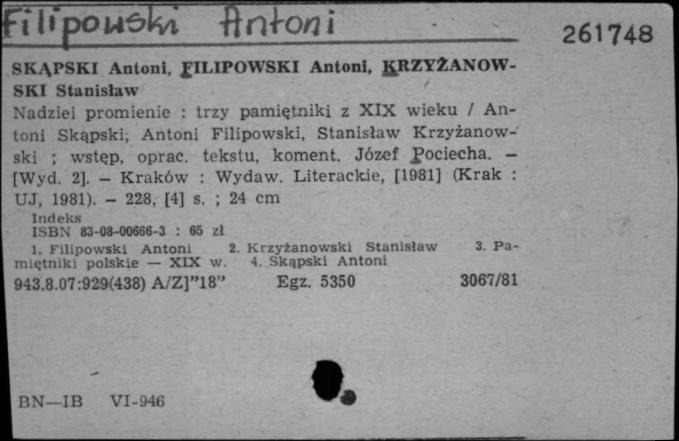 Filipowski Antoni
261748
SKĄPSKI Antoni, FILIPOWSKI Antoni, KRZYŻANOW-
SKI Stanisław
Nadziei promienie : trzy pamiętniki z XIX wieku / An-
toni Skąpski, Antoni Filipowski, Stanisław Krzyżanow-
ski ; wstęp, oprac. tekstu, koment. Józef Pociecha. —
[Wyd. 2]. — Kraków : Wydaw. Literackie, [1981] (Krak :
UJ, 1981). — 228, [4] s. ; 24 cm
Indeks
ISBN 83-08-00666-3 : 65 zł
1. Filipowski Antoni 2. Krzyżanowski Stanisław 3. Pa-
miętniki polskie — XIX w. 4. Skąpski Antoni
943.8.07:929(438) A/Z]"18" Egz. 5350 3067/81
BN—IB VI-946